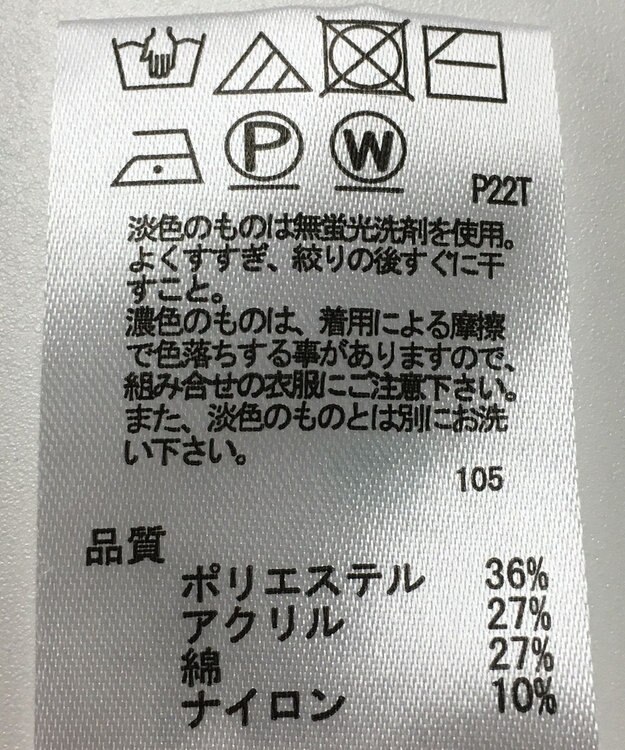 P W
P22T
淡色のものは無蛍光洗剤を使用。
よくすすぎ、絞りの後すぐに干
すこと。
濃色のものは、着用による摩擦
で色落ちする事がありますので、
組み合せの衣服にご注意下さい。
また、淡色のものとは別にお洗
い下さい。
105
品質
ポリエステル 36%
アクリル 27%
綿 27%
ナイロン 10%